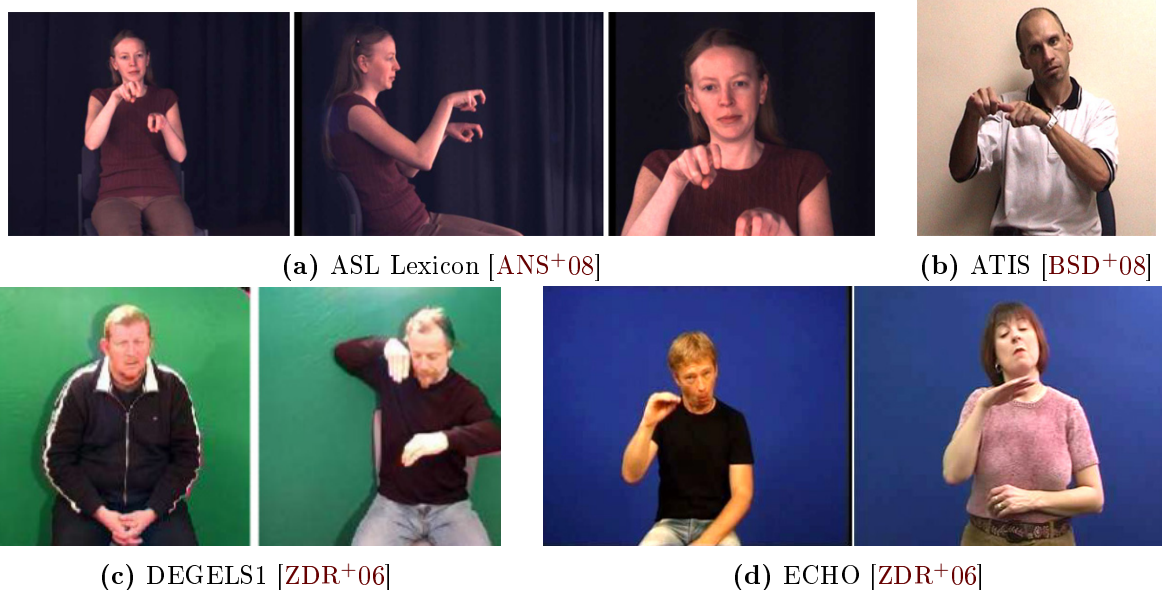 (a) ASL Lexicon [ANS+08]
(b) ATIS [BSD+08]
(c) DEGELS1 [ZDR+06]
(d) ECHO [ZDR+06]